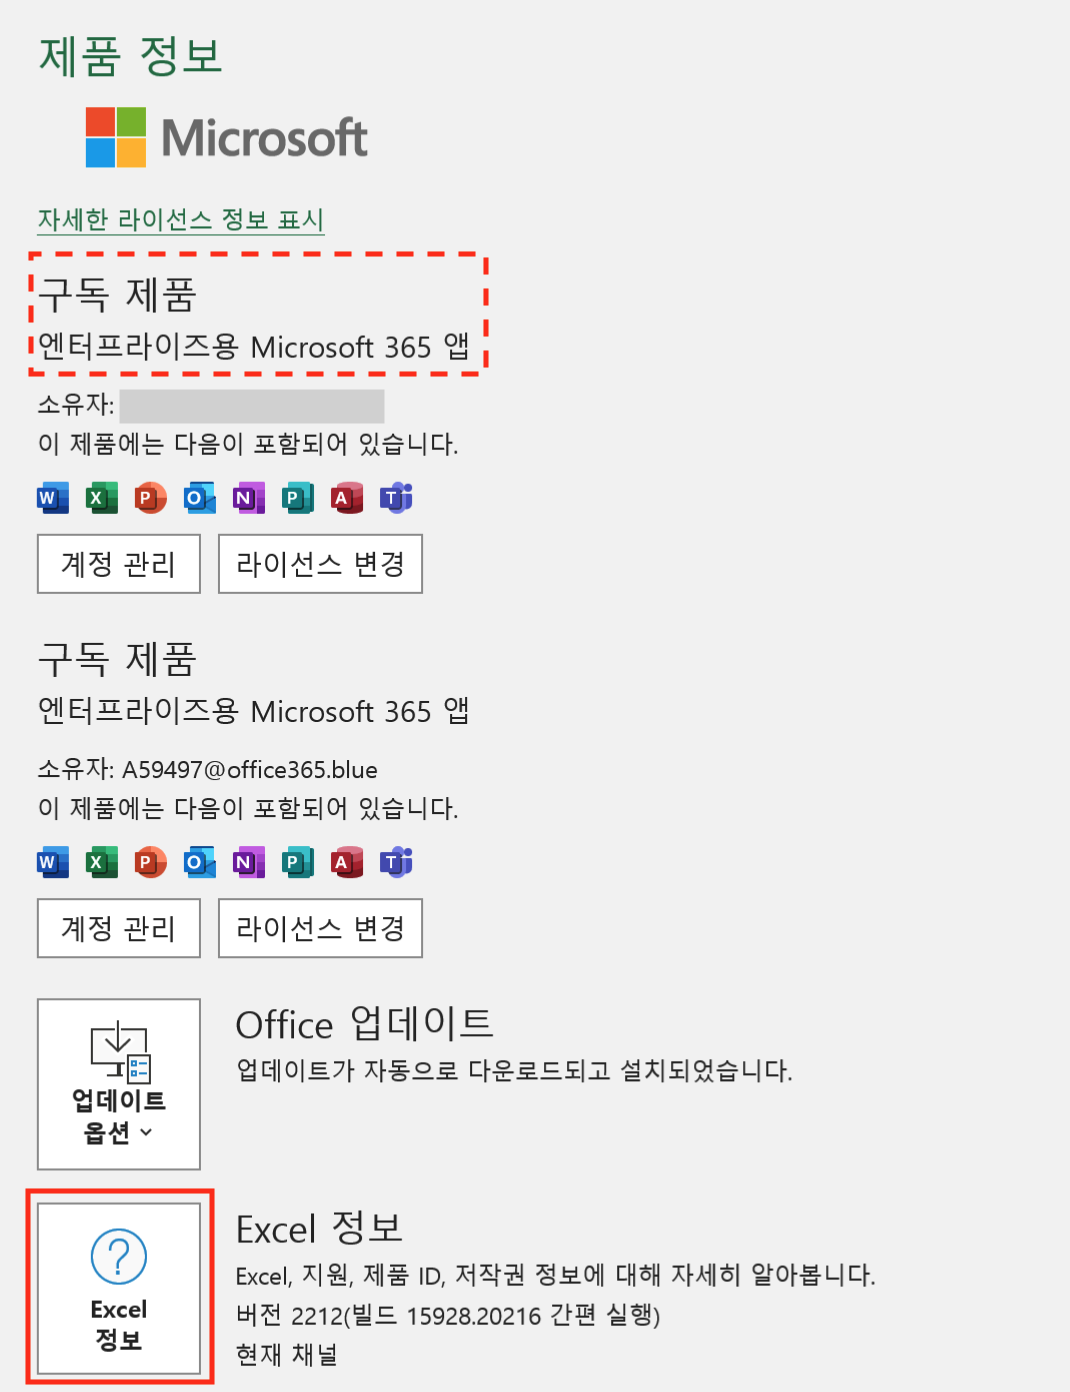 제품 정보
Microsoft
자세한 라이선스 정보 표시
구독 제품
엔터프라이즈용 Microsoft 365 앱
소유자:
이 제품에는 다음이 포함되어 있습니다.
W X P O N P A T
계정 관리 라이선스 변경
구독 제품
엔터프라이즈용 Microsoft 365 앱
소유자: A59497@office365.blue
이 제품에는 다음이 포함되어 있습니다.
W X P O N P A T
계정 관리 라이선스 변경
업데이트
옵션
Office 업데이트
업데이트가 자동으로 다운로드되고 설치되었습니다.
Excel
정보
Excel 정보
Excel, 지원, 제품 ID, 저작권 정보에 대해 자세히 알아봅니다.
버전 2212(빌드 15928.20216 간편 실행)
현재 채널